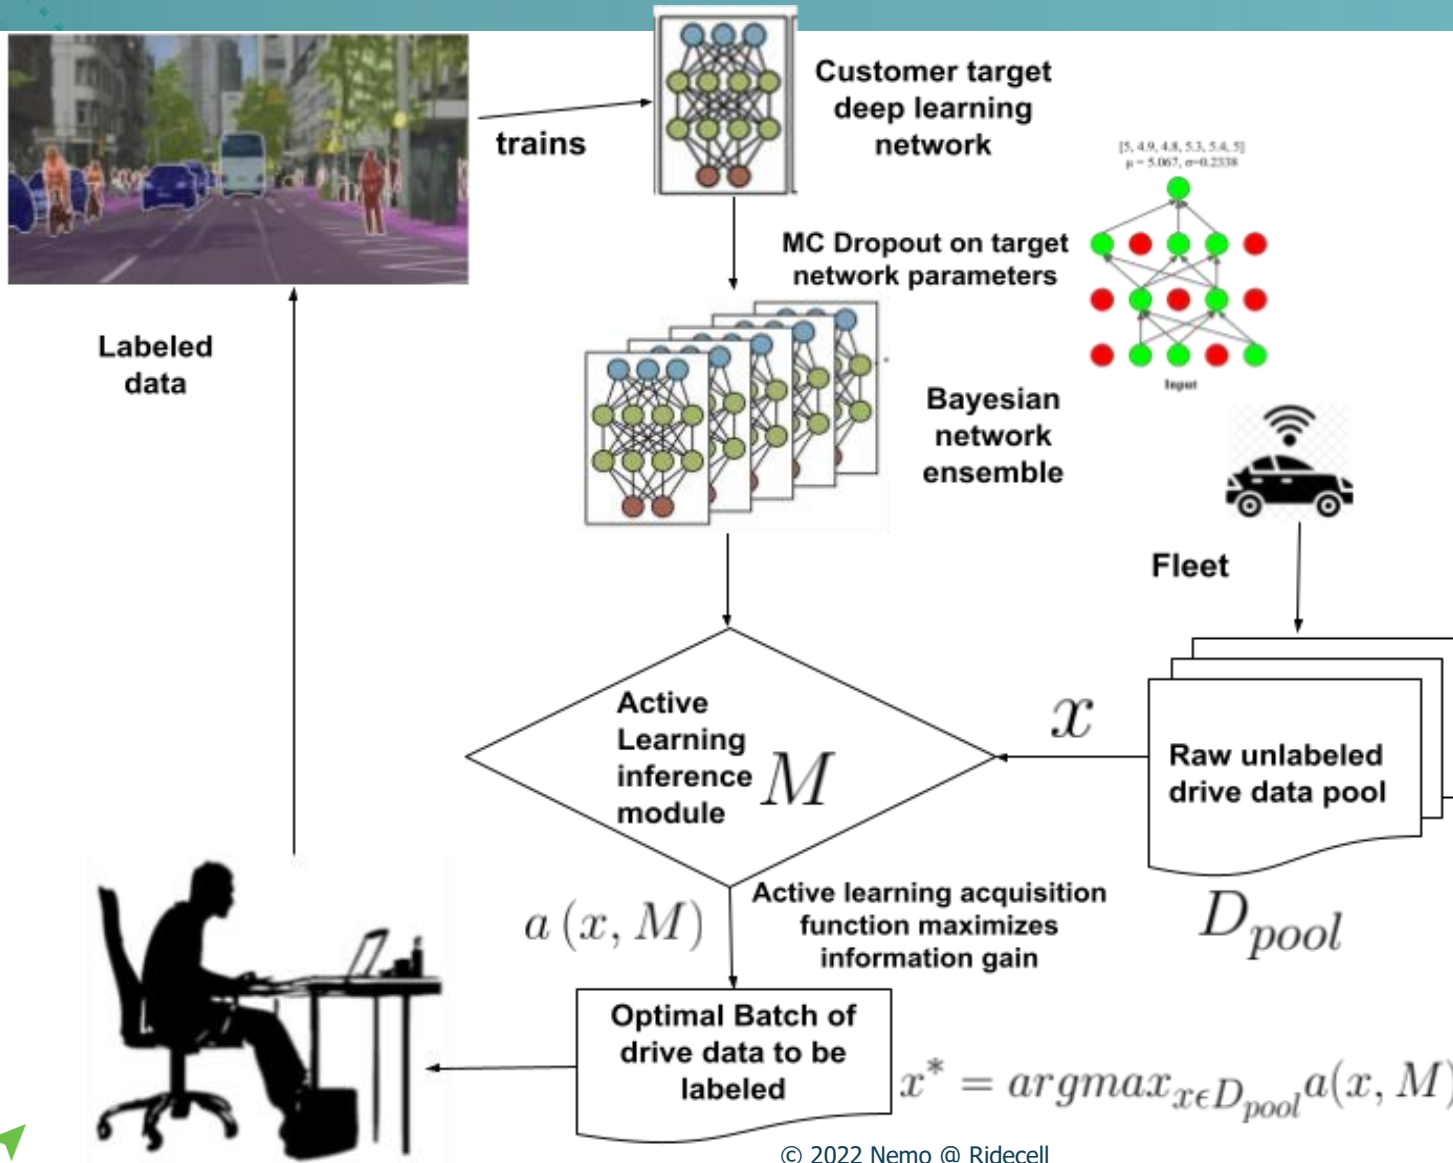 Customer target
deep learning
network
trains
[5, 4.9, 4.8, 5.3, 5.4, 5]
μ = 5.067, σ=0.2338
MC Dropout on target
network parameters
Input
Labeled
data
Bayesian
network
ensemble
Fleet
Active
Learning
inference
module M
x
Raw unlabeled
drive data pool
D_pool
a (x, M)
Active learning acquisition
function maximizes
information gain
Optimal Batch of
drive data to be
labeled
x* = argmax_{xϵD_pool} a(x, M)
© 2022 Nemo @ Ridecell